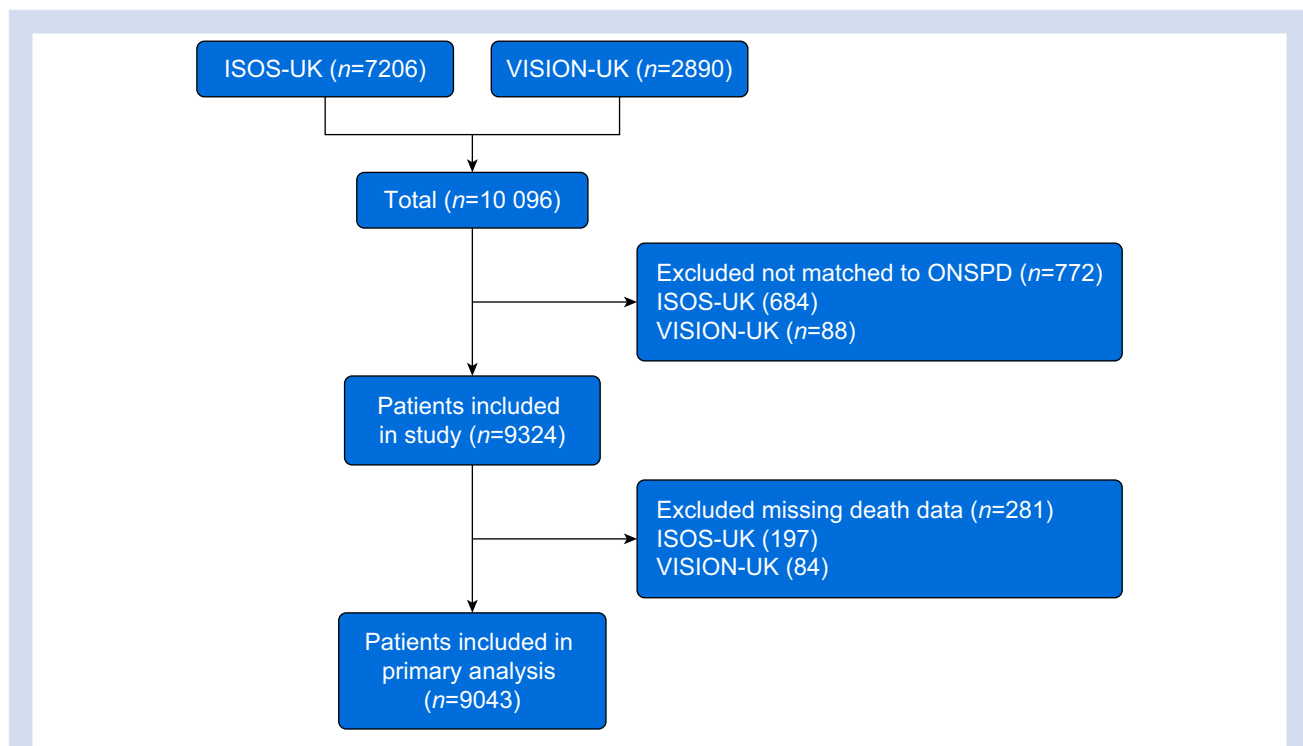 ISOS-UK (n=7206)
VISION-UK (n=2890)
Total (n=10 096)
Excluded not matched to ONSPD (n=772)
ISOS-UK (684)
VISION-UK (n=88)
Patients included
in study (n=9324)
Excluded missing death data (n=281)
ISOS-UK (197)
VISION-UK (84)
Patients included in
primary analysis
(n=9043)